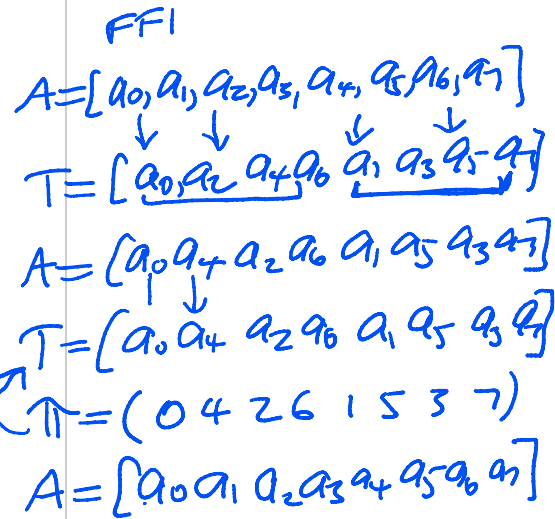 FFT
A=[a0,a1,a2,a3,a4,a5,a6,a7]
T=[a0,a2 a4 a6 a1 a3 a5 a7]
A=[a0 a4 a2 a6 a1 a5 a3 a7]
T=[a0 a4 a2 a6 a1 a5 a3 a7]
π=(0 4 2 6 1 5 3 7)
A=[a0 a1 a2 a3 a4 a5 a6 a7]